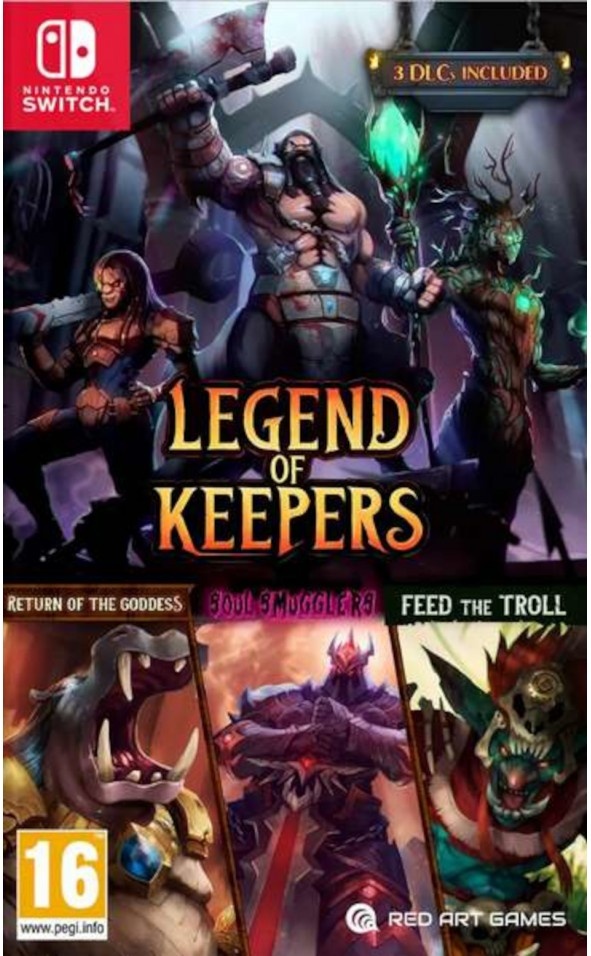 NINTENDO
SWITCH
3 DLCs INCLUDED
LEGEND
OF
KEEPERS
RETURN OF THE GODDESS
SOUL SMUGGLERS
FEED THE TROLL
16
www.pegi.info
RED ART GAMES